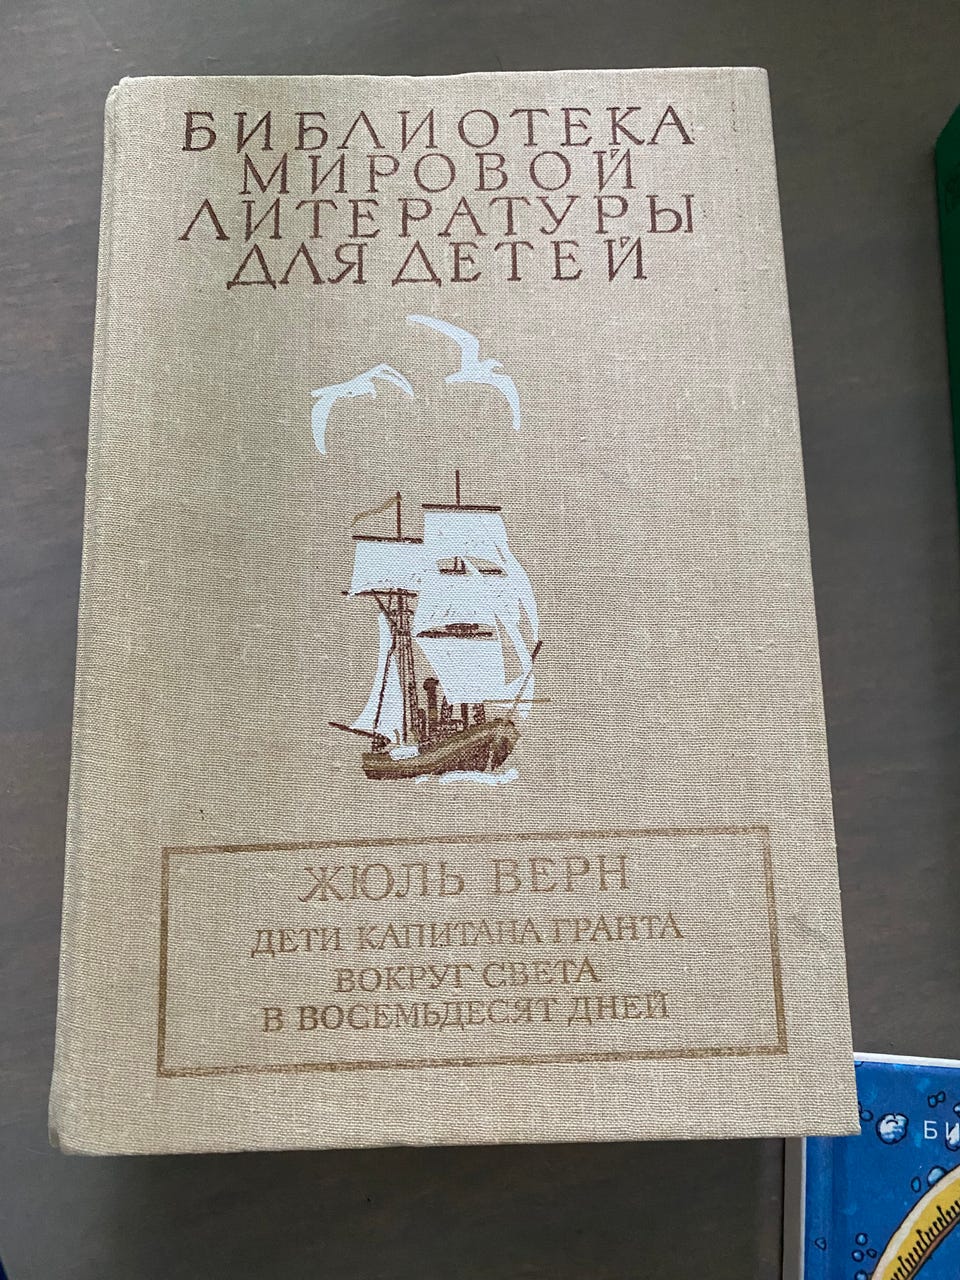 БИБЛИОТЕКА
МИРОВОЙ
ЛИТЕРАТУРЫ
ДЛЯ ДЕТЕЙ
ЖЮЛЬ ВЕРН
ДЕТИ КАПИТАНА ГРАНТА
ВОКРУГ СВЕТА
В ВОСЕМЬДЕСЯТ ДНЕЙ